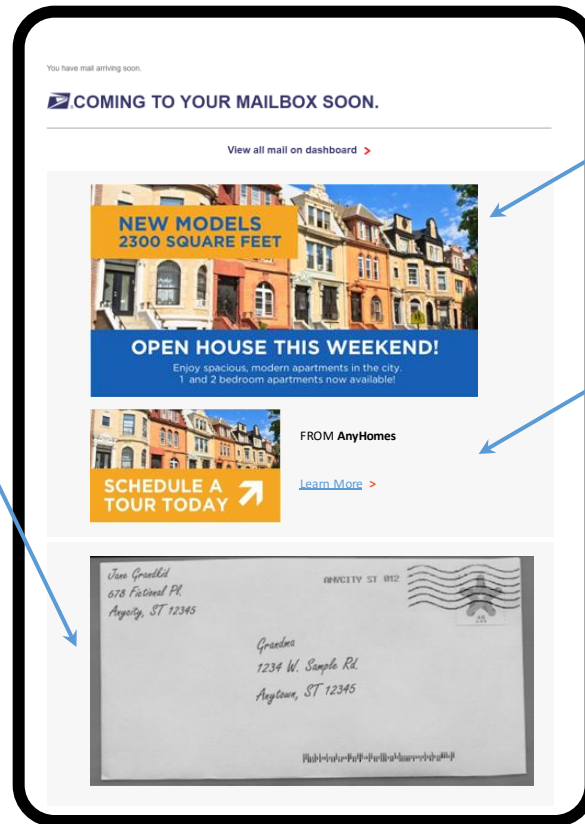 You have mail arriving soon.
COMING TO YOUR MAILBOX SOON.
View all mail on dashboard >
NEW MODELS
2300 SQUARE FEET
OPEN HOUSE THIS WEEKEND!
Enjoy spacious, modern apartments in the city.
1 and 2 bedroom apartments now available!
FROM AnyHomes
Learn More >
SCHEDULE A
TOUR TODAY
Jane Grandkid
678 Fictional Pl.
Anycity, ST 12345
ANYCITY ST 012
Grandma
1234 W. Sample Rd.
Anytown, ST 12345